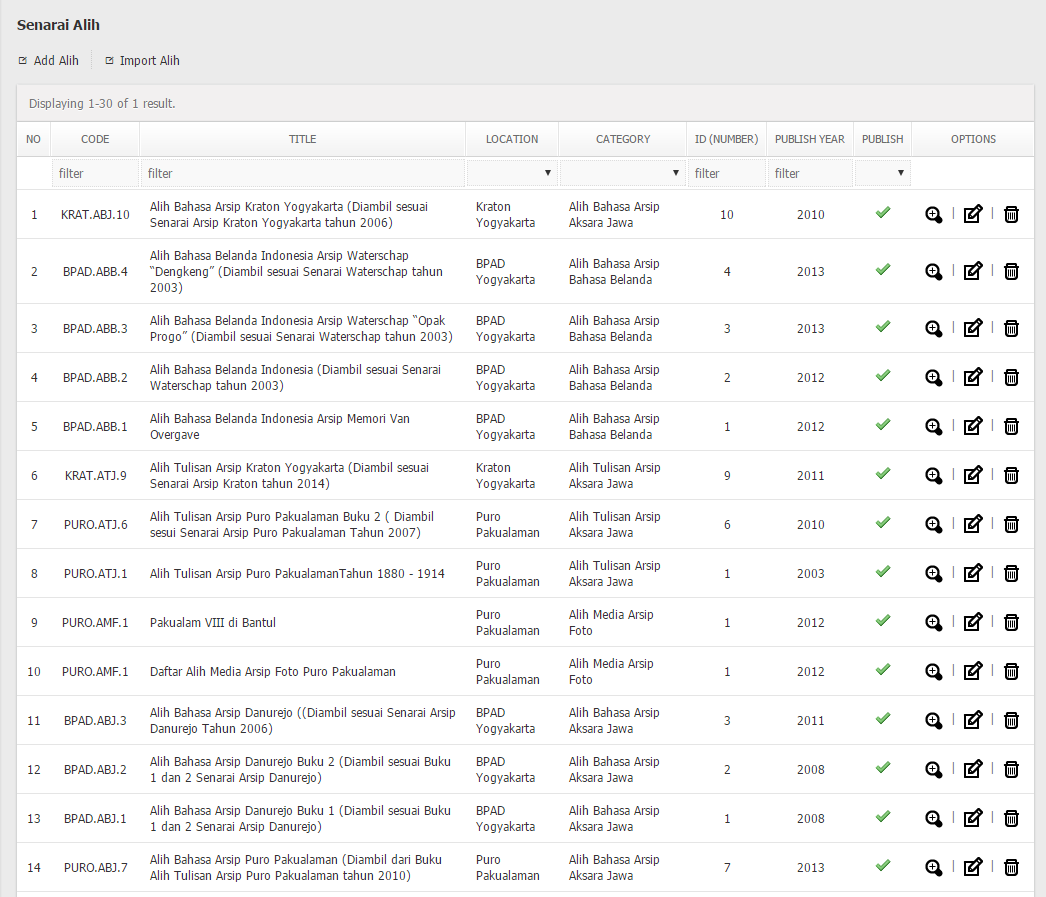 Senarai Alih
Add Alih Import Alih
Displaying 1-30 of 1 result.
NO CODE TITLE LOCATION CATEGORY ID (NUMBER) PUBLISH YEAR PUBLISH OPTIONS
filter filter filter filter
1 KRAT.ABJ.10 Alih Bahasa Arsip Kraton Yogyakarta (Diambil sesuai Kraton Alih Bahasa Arsip 10 2010
Senarai Arsip Kraton Yogyakarta tahun 2006) Yogyakarta Aksara Jawa
Alih Bahasa Belanda Indonesia Arsip Waterschap
2 BPAD.ABB.4 “Dengkeng” (Diambil sesuai Senarai Waterschap tahun BPAD Alih Bahasa Arsip 4 2013
2003) Yogyakarta Bahasa Belanda
3 BPAD.ABB.3 Alih Bahasa Belanda Indonesia Arsip Waterschap “Opak BPAD Alih Bahasa Arsip 3 2013
Progo” (Diambil sesuai Senarai Waterschap tahun 2003) Yogyakarta Bahasa Belanda
4 BPAD.ABB.2 Alih Bahasa Belanda Indonesia (Diambil sesuai Senarai BPAD Alih Bahasa Arsip 2 2012
Waterschap tahun 2003) Yogyakarta Bahasa Belanda
5 BPAD.ABB.1 Alih Bahasa Belanda Indonesia Arsip Memori Van BPAD Alih Bahasa Arsip 1 2012
Overgave Yogyakarta Bahasa Belanda
6 KRAT.ATJ.9 Alih Tulisan Arsip Kraton Yogyakarta (Diambil sesuai Kraton Alih Tulisan Arsip 9 2011
Senarai Arsip Kraton tahun 2014) Yogyakarta Aksara Jawa
7 PURO.ATJ.6 Alih Tulisan Arsip Puro Pakualaman Buku 2 ( Diambil Puro Alih Tulisan Arsip 6 2010
sesui Senarai Arsip Puro Pakualaman Tahun 2007) Pakualaman Aksara Jawa
8 PURO.ATJ.1 Alih Tulisan Arsip Puro PakualamanTahun 1880 - 1914 Puro Alih Tulisan Arsip 1 2003
Pakualaman Aksara Jawa
9 PURO.AMF.1 Pakualam VIII di Bantul Puro Alih Media Arsip 1 2012
Pakualaman Foto
10 PURO.AMF.1 Daftar Alih Media Arsip Foto Puro Pakualaman Puro Alih Media Arsip 1 2012
Pakualaman Foto
11 BPAD.ABJ.3 Alih Bahasa Arsip Danurejo ((Diambil sesuai Senarai Arsip BPAD Alih Bahasa Arsip 3 2011
Danurejo Tahun 2006) Yogyakarta Aksara Jawa
12 BPAD.ABJ.2 Alih Bahasa Arsip Danurejo Buku 2 (Diambil sesuai Buku BPAD Alih Bahasa Arsip 2 2008
1 dan 2 Senarai Arsip Danurejo) Yogyakarta Aksara Jawa
13 BPAD.ABJ.1 Alih Bahasa Arsip Danurejo Buku 1 (Diambil sesuai Buku BPAD Alih Bahasa Arsip 1 2008
1 dan 2 Senarai Arsip Danurejo) Yogyakarta Aksara Jawa
14 PURO.ABJ.7 Alih Bahasa Arsip Puro Pakualaman (Diambil dari Buku Puro Alih Bahasa Arsip 7 2013
Alih Tulisan Arsip Puro Pakualaman tahun 2010) Pakualaman Aksara Jawa